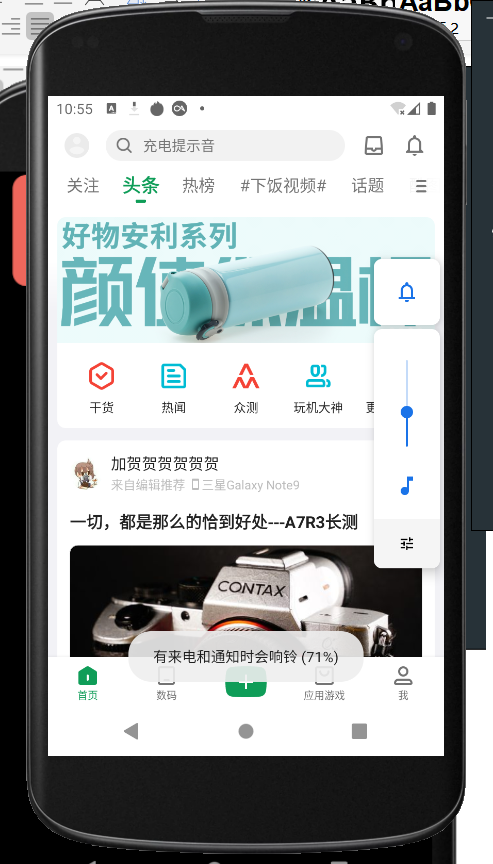 AaBbAaBb
2
10:55
充电提示音
关注
头条
热榜
#下饭视频#
话题
好物安利系列
颜值保温杯
干货
热闻
众测
玩机大神
更
加贺贺贺贺贺贺
来自编辑推荐 三星Galaxy Note9
一切，都是那么的恰到好处---A7R3长测
CONTAX
有来电和通知时会响铃 (71%)
首页
数码
应用游戏
我